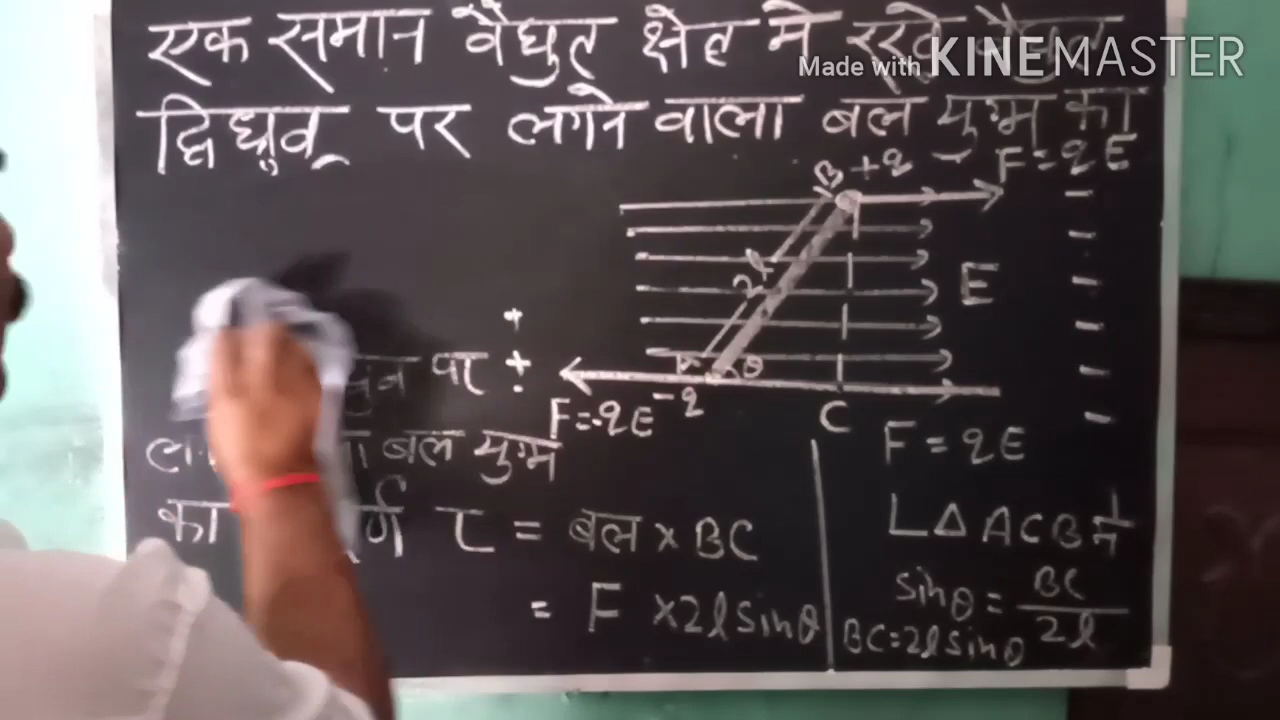 एक समान वैधुत क्षेत्र मे रखे
Made with KINEMASTER
द्विध्रुव पर लगने वाला बल युग्म का
B +q F=qE
2l
E
A θ
-q
F=-qE
C
पर
बल युग्म
F=qE
का
τ = बल × BC
L△ ACB में
= F ×2l sinθ
sinθ = BC/2l
BC=2l sinθ